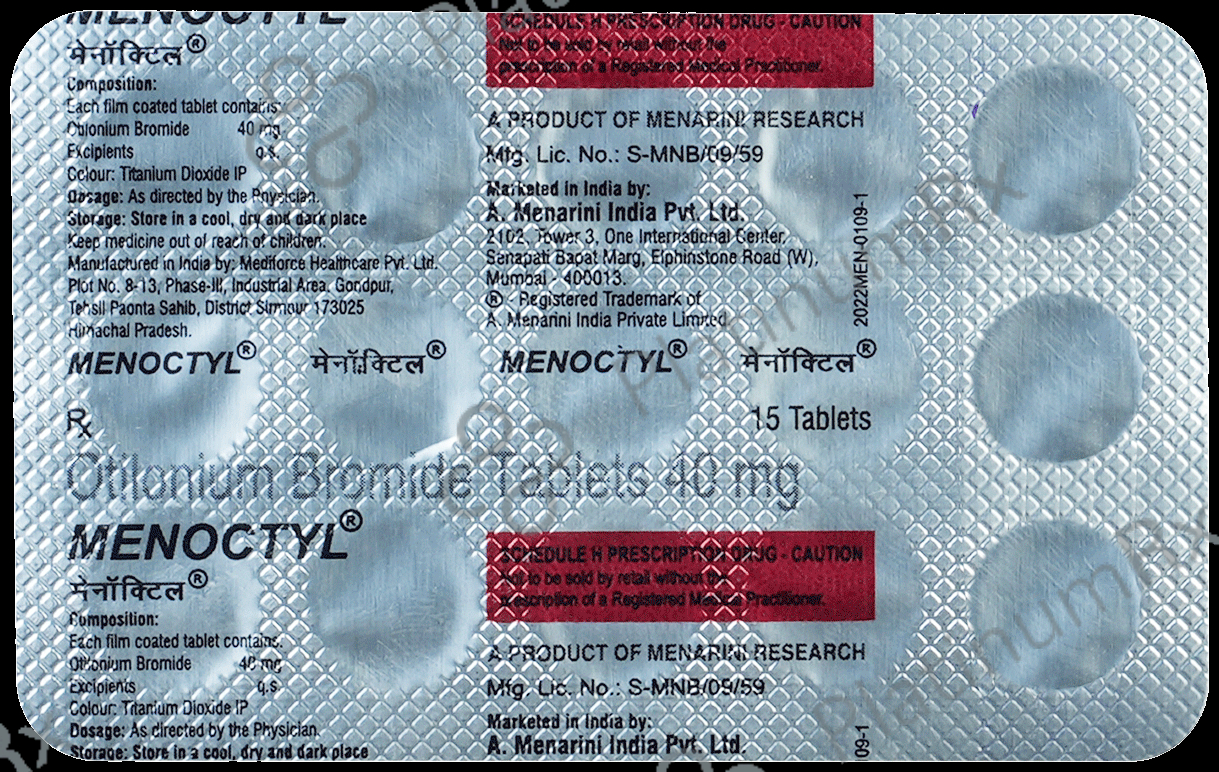 MENOCTYL®
मेनॉक्टिल®
Composition:
Each film coated tablet contains:
Otilonium Bromide 40 mg
Excipients q.s.
Colour: Titanium Dioxide IP
Dosage: As directed by the Physician.
Storage: Store in a cool, dry and dark place
Keep medicine out of reach of children.
Manufactured in India by: Mediforce Healthcare Pvt. Ltd.
Plot No. 8-13, Phase-III, Industrial Area, Gondpur,
Tehsil Paonta Sahib, District Sirmour 173025
Himachal Pradesh.
SCHEDULE H PRESCRIPTION DRUG - CAUTION
Not to be sold by retail without the
prescription of a Registered Medical Practitioner.
A PRODUCT OF MENARINI RESEARCH
Mfg. Lic. No.: S-MNB/09/59
Marketed in India by:
A. Menarini India Pvt. Ltd.
2102, Tower 3, One International Center,
Senapati Bapat Marg, Elphinstone Road (W),
Mumbai - 400013.
® - Registered Trademark of
A. Menarini India Private Limited
2022MEN-0109-1
MENOCTYL® मेनॉक्टिल® MENOCTYL® मेनॉक्टिल®
Rx 15 Tablets
Otilonium Bromide Tablets 40 mg
MENOCTYL®
मेनॉक्टिल®
Composition:
Each film coated tablet contains:
Otilonium Bromide 40 mg
Excipients q.s.
Colour: Titanium Dioxide IP
Dosage: As directed by the Physician.
Storage: Store in a cool, dry and dark place
SCHEDULE H PRESCRIPTION DRUG - CAUTION
Not to be sold by retail without the
prescription of a Registered Medical Practitioner.
A PRODUCT OF MENARINI RESEARCH
Mfg. Lic. No.: S-MNB/09/59
Marketed in India by:
A. Menarini India Pvt. Ltd.
09-1
PlatinumRx
PlatinumRx